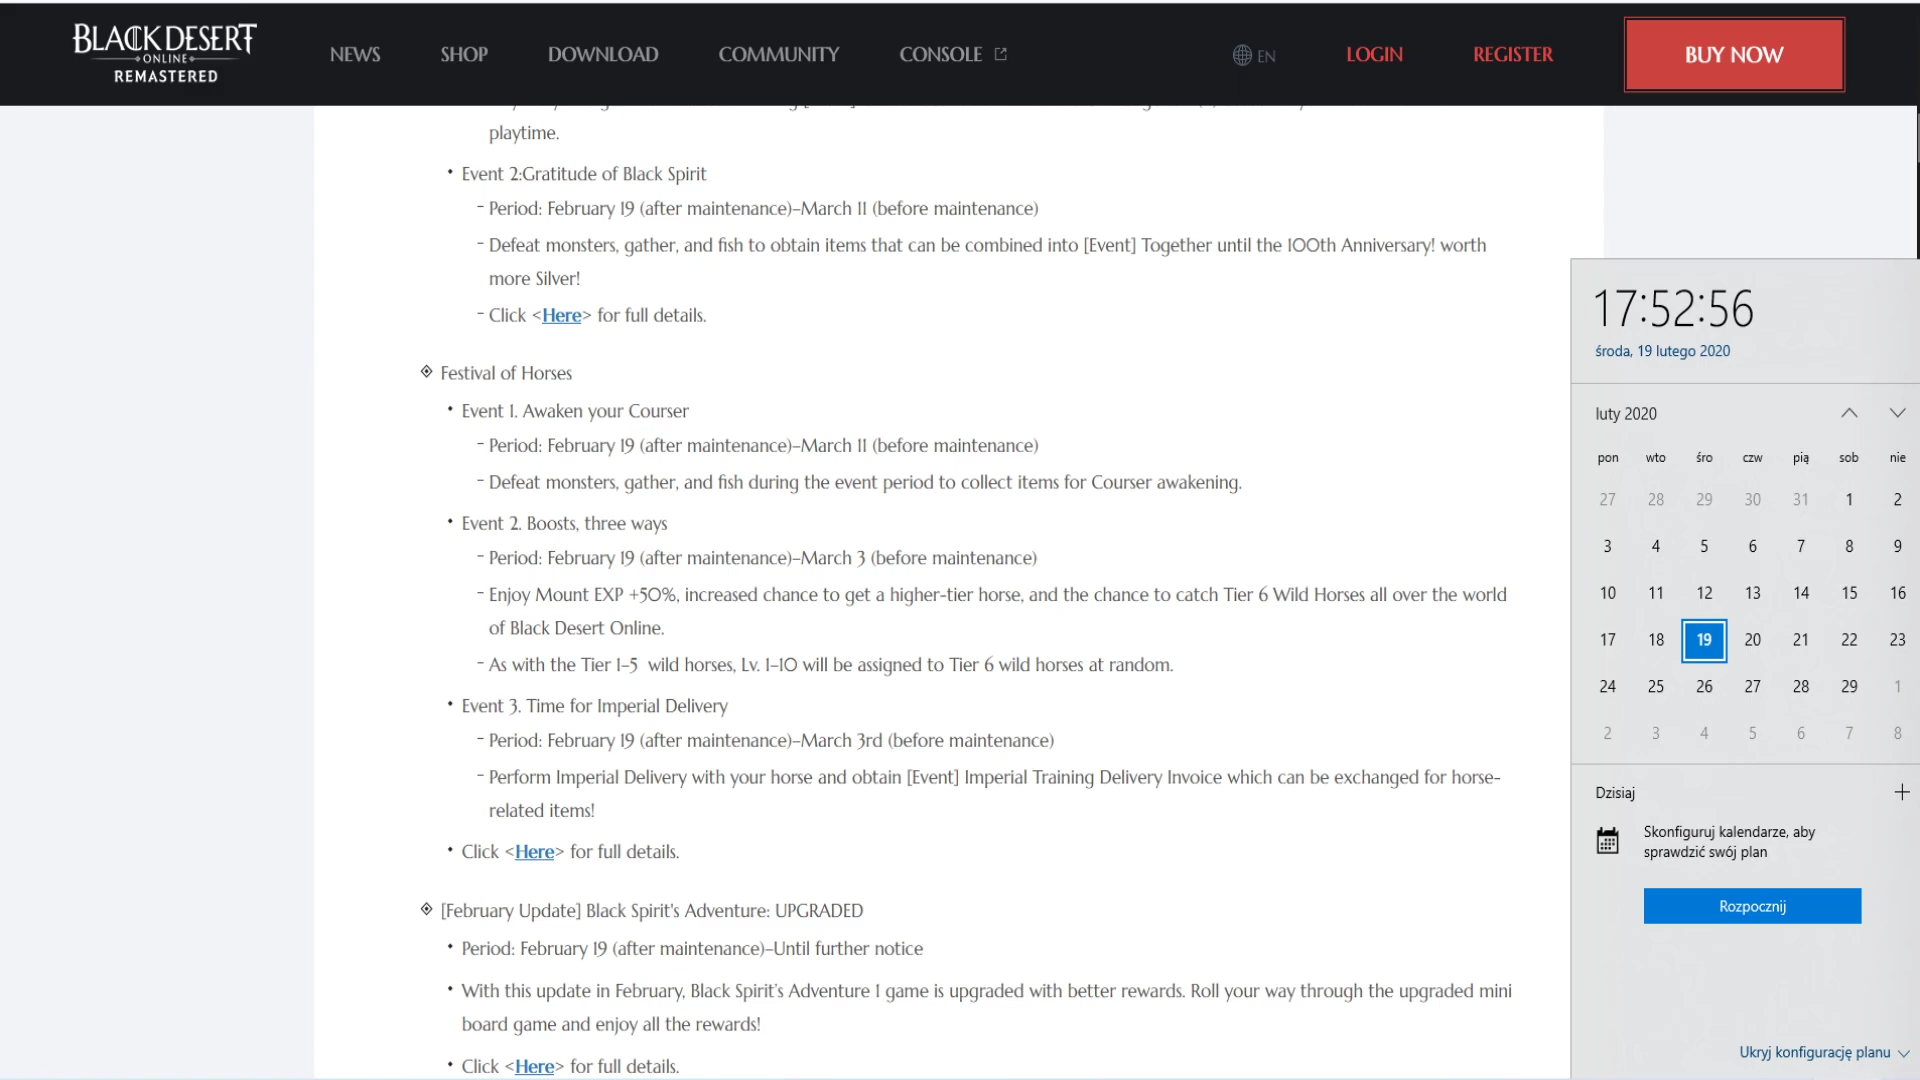 BLACK DESERT
ONLINE
REMASTERED
NEWS
SHOP
DOWNLOAD
COMMUNITY
CONSOLE
EN
LOGIN
REGISTER
BUY NOW
playtime.
• Event 2:Gratitude of Black Spirit
- Period: February 19 (after maintenance)–March 11 (before maintenance)
- Defeat monsters, gather, and fish to obtain items that can be combined into [Event] Together until the 100th Anniversary! worth
more Silver!
- Click <Here> for full details.
◈ Festival of Horses
• Event 1. Awaken your Courser
- Period: February 19 (after maintenance)–March 11 (before maintenance)
- Defeat monsters, gather, and fish during the event period to collect items for Courser awakening.
• Event 2. Boosts, three ways
- Period: February 19 (after maintenance)–March 3 (before maintenance)
- Enjoy Mount EXP +50%, increased chance to get a higher-tier horse, and the chance to catch Tier 6 Wild Horses all over the world
of Black Desert Online.
- As with the Tier 1–5 wild horses, Lv. 1–10 will be assigned to Tier 6 wild horses at random.
• Event 3. Time for Imperial Delivery
- Period: February 19 (after maintenance)–March 3rd (before maintenance)
- Perform Imperial Delivery with your horse and obtain [Event] Imperial Training Delivery Invoice which can be exchanged for horse-
related items!
• Click <Here> for full details.
◈ [February Update] Black Spirit's Adventure: UPGRADED
• Period: February 19 (after maintenance)–Until further notice
• With this update in February, Black Spirit's Adventure 1 game is upgraded with better rewards. Roll your way through the upgraded mini
board game and enjoy all the rewards!
• Click <Here> for full details.
17:52:56
środa, 19 lutego 2020
luty 2020
pon wto śro czw pią sob nie
27 28 29 30 31 1 2
3 4 5 6 7 8 9
10 11 12 13 14 15 16
17 18 19 20 21 22 23
24 25 26 27 28 29 1
2 3 4 5 6 7 8
Dzisiaj
Skonfiguruj kalendarze, aby
sprawdzić swój plan
Rozpocznij
Ukryj konfigurację planu